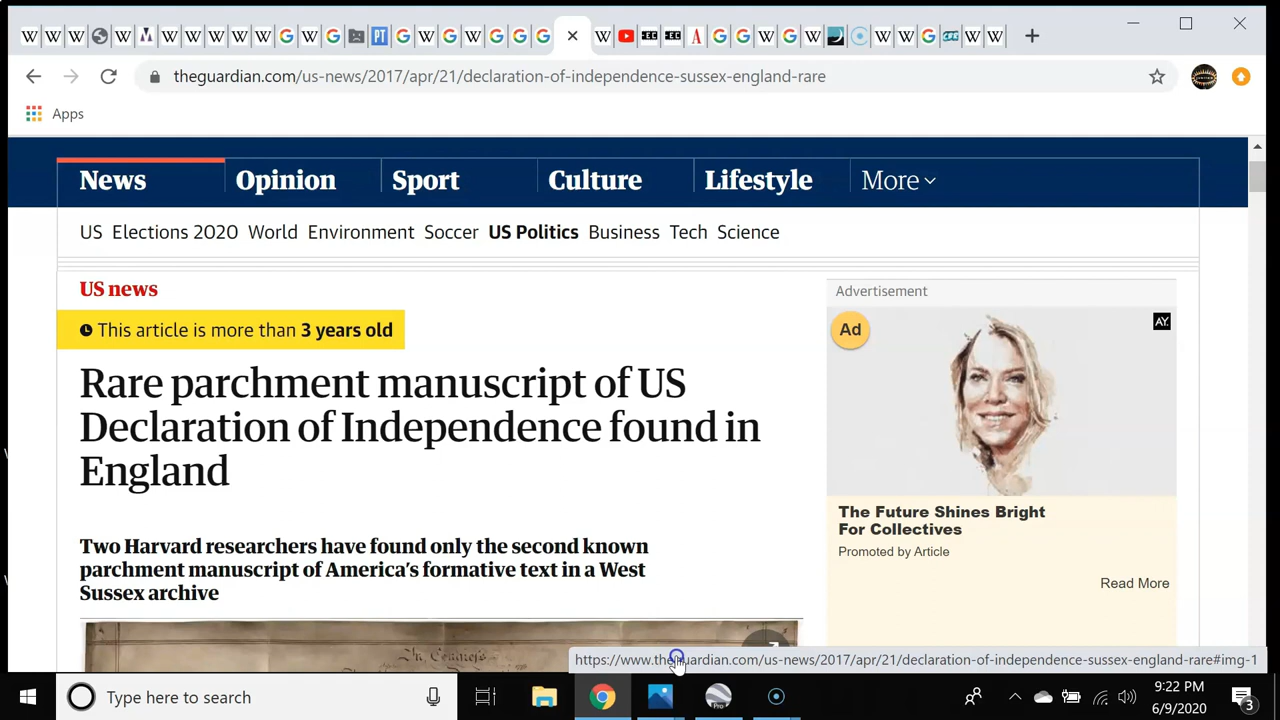 theguardian.com/us-news/2017/apr/21/declaration-of-independence-sussex-england-rare
Apps
News Opinion Sport Culture Lifestyle More
US Elections 2020 World Environment Soccer US Politics Business Tech Science
US news
This article is more than 3 years old
Rare parchment manuscript of US
Declaration of Independence found in
England
Two Harvard researchers have found only the second known
parchment manuscript of America's formative text in a West
Sussex archive
Advertisement
Ad
AY
The Future Shines Bright
For Collectives
Promoted by Article
Read More
In Congress
https://www.theguardian.com/us-news/2017/apr/21/declaration-of-independence-sussex-england-rare#img-1
Type here to search
Pro
9:22 PM
6/9/2020
3